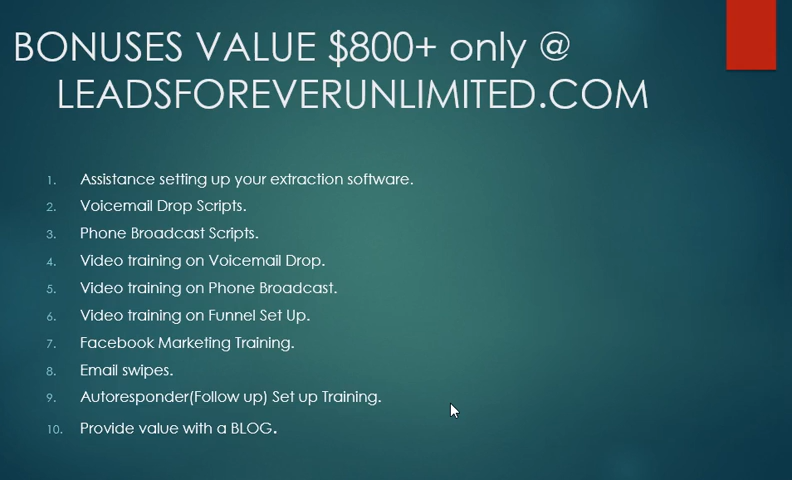 BONUSES VALUE $800+ only @
LEADSFOREVERUNLIMITED.COM
1. Assistance setting up your extraction software.
2. Voicemail Drop Scripts.
3. Phone Broadcast Scripts.
4. Video training on Voicemail Drop.
5. Video training on Phone Broadcast.
6. Video training on Funnel Set Up.
7. Facebook Marketing Training.
8. Email swipes.
9. Autoresponder(Follow up) Set up Training.
10. Provide value with a BLOG.